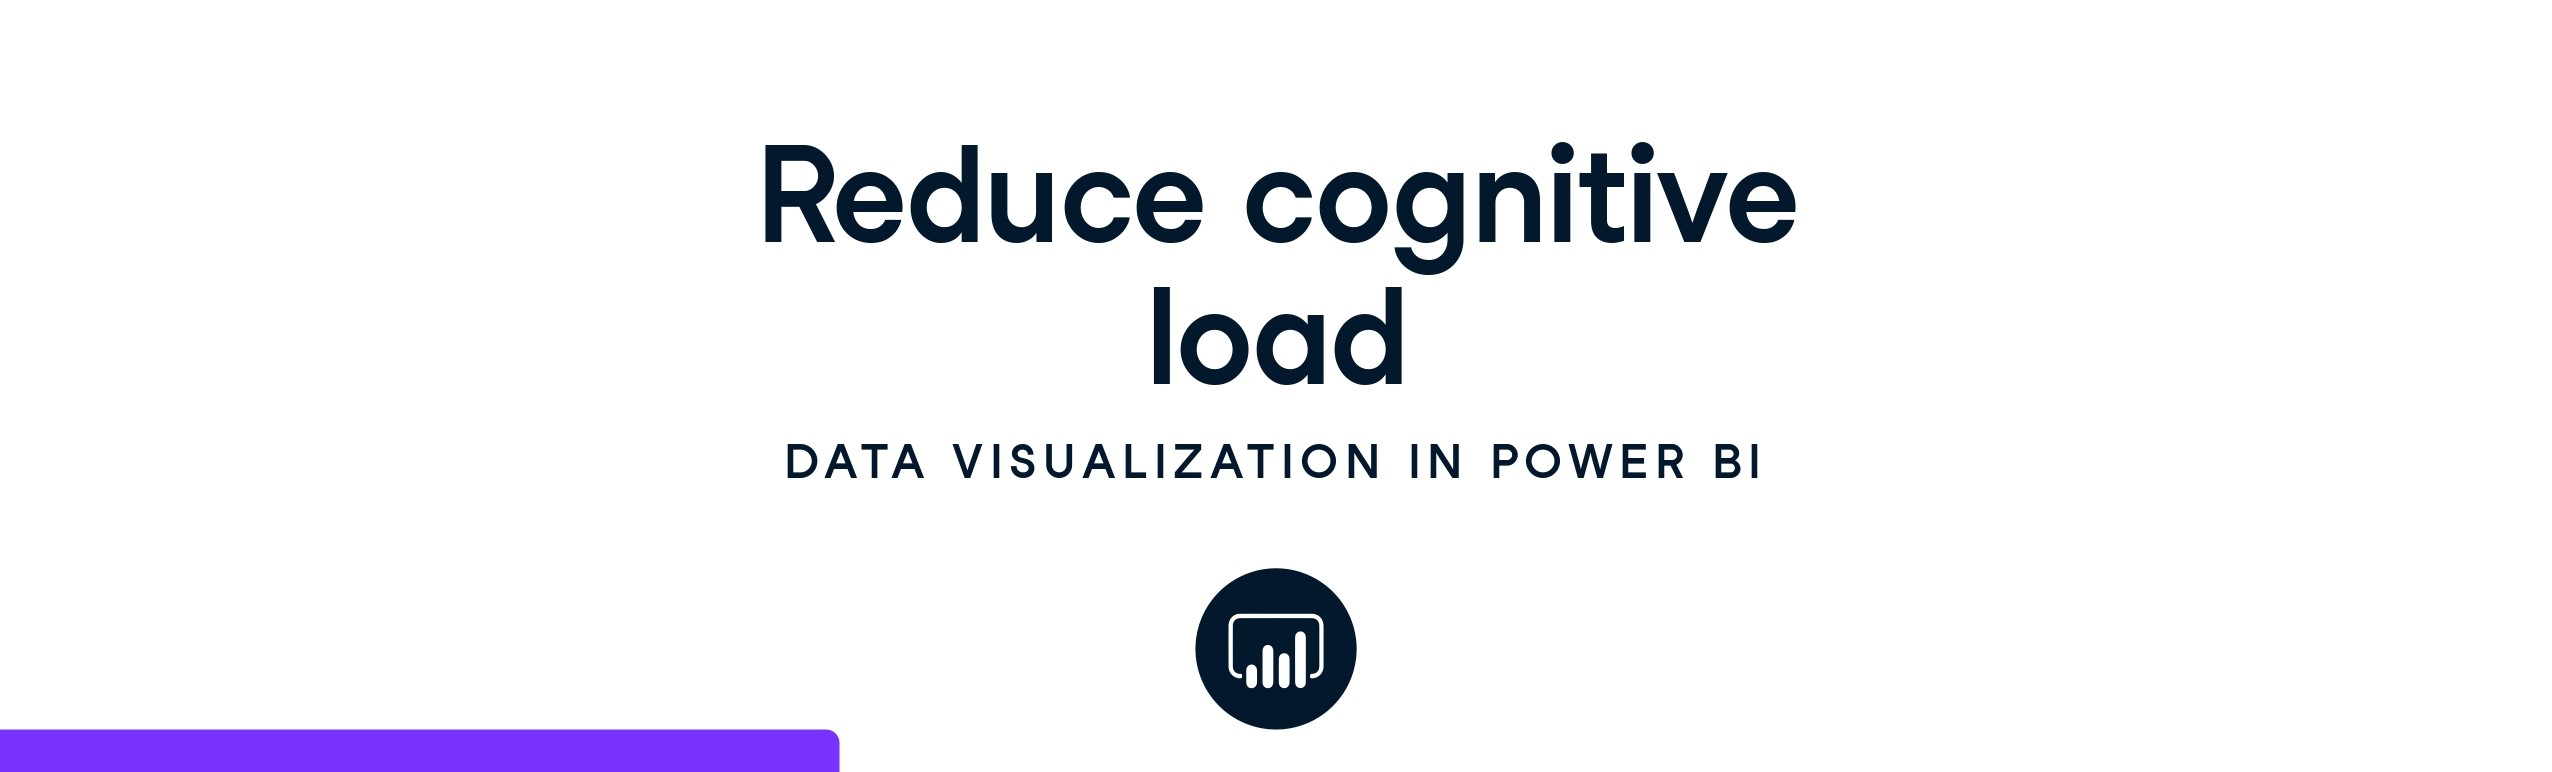 Reduce cognitive
load
DATA VISUALIZATION IN POWER BI